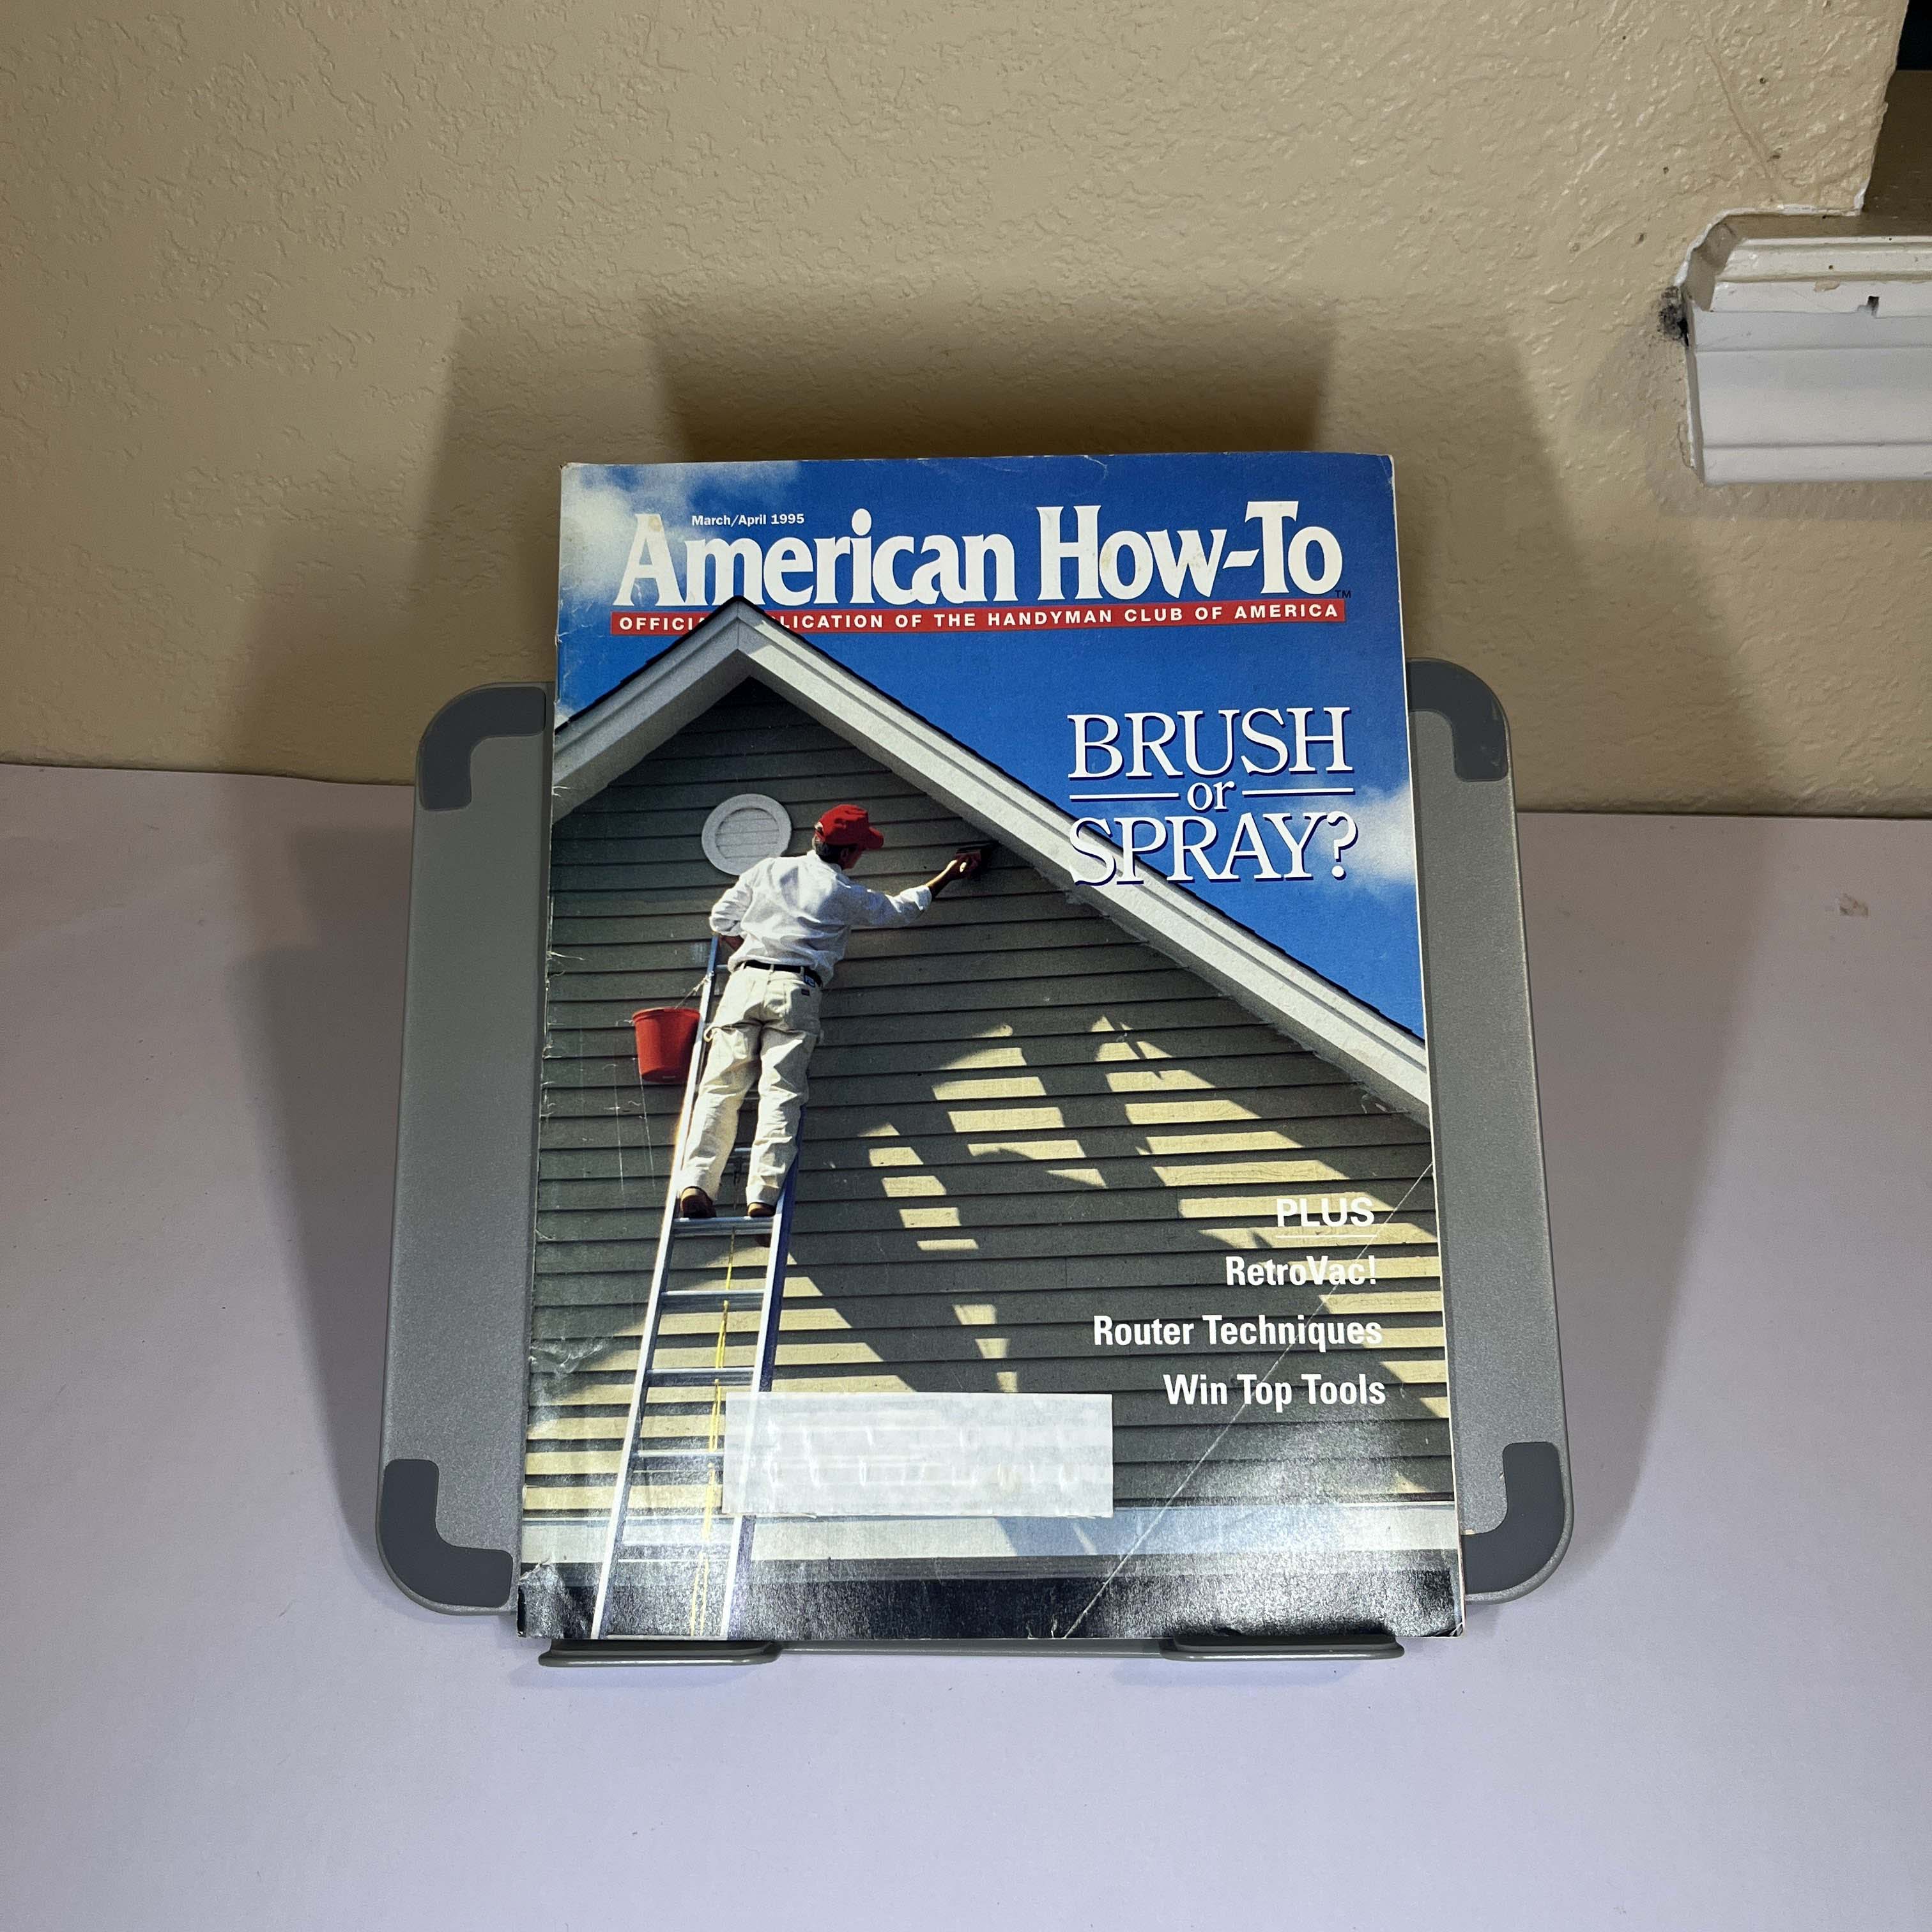 March/April 1995
American How-To™
OFFICI LICATION OF THE HANDYMAN CLUB OF AMERICA
BRUSH
or
SPRAY?
PLUS
RetroVac!
Router Techniques
Win Top Tools